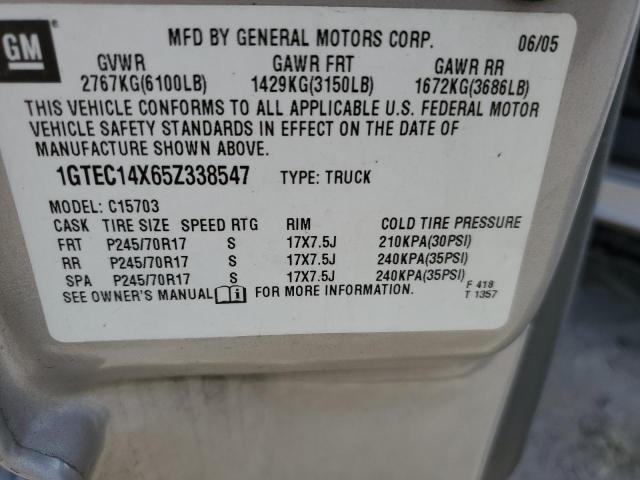 GM
MFD BY GENERAL MOTORS CORP. 06/05
GVWR GAWR FRT GAWR RR
2767KG(6100LB) 1429KG(3150LB) 1672KG(3686LB)
THIS VEHICLE CONFORMS TO ALL APPLICABLE U.S. FEDERAL MOTOR
VEHICLE SAFETY STANDARDS IN EFFECT ON THE DATE OF
MANUFACTURE SHOWN ABOVE.
1GTEC14X65Z338547 TYPE: TRUCK
MODEL: C15703
CASK TIRE SIZE SPEED RTG RIM COLD TIRE PRESSURE
FRT P245/70R17 S 17X7.5J 210KPA(30PSI)
RR P245/70R17 S 17X7.5J 240KPA(35PSI)
SPA P245/70R17 S 17X7.5J 240KPA(35PSI)
SEE OWNER'S MANUAL i FOR MORE INFORMATION. F 418
T 1357